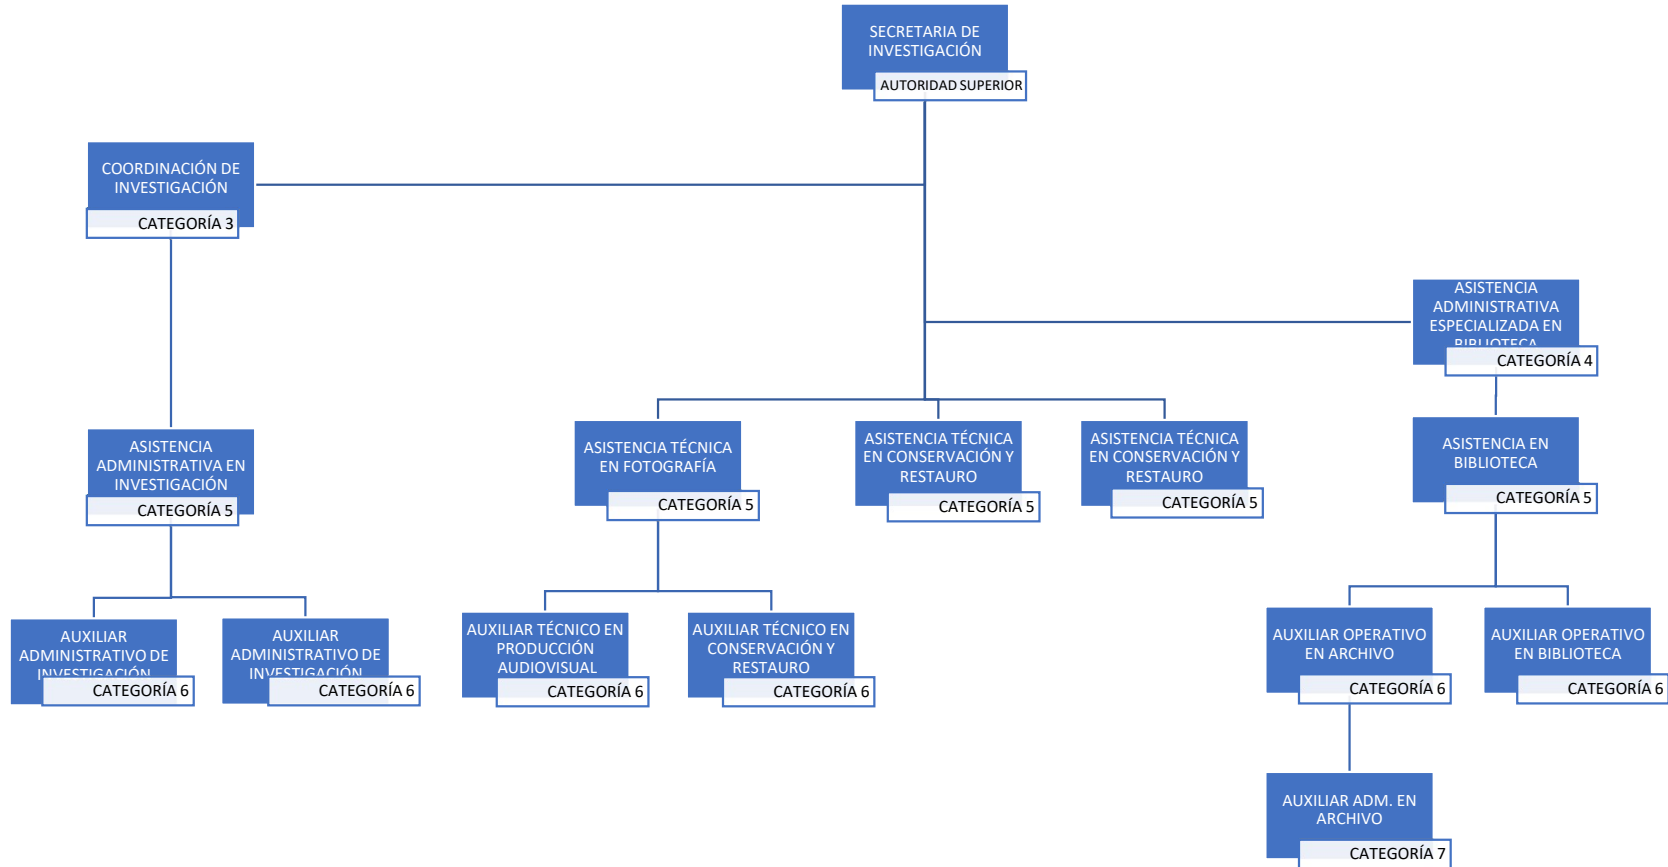 SECRETARIA DE
INVESTIGACIÓN
AUTORIDAD SUPERIOR
COORDINACIÓN DE
INVESTIGACIÓN
CATEGORÍA 3
ASISTENCIA
ADMINISTRATIVA
ESPECIALIZADA EN
BIBLIOTECA
CATEGORÍA 4
ASISTENCIA
ADMINISTRATIVA EN
INVESTIGACIÓN
CATEGORÍA 5
ASISTENCIA TÉCNICA
EN FOTOGRAFÍA
CATEGORÍA 5
ASISTENCIA TÉCNICA
EN CONSERVACIÓN Y
RESTAURO
CATEGORÍA 5
ASISTENCIA TÉCNICA
EN CONSERVACIÓN Y
RESTAURO
CATEGORÍA 5
ASISTENCIA EN
BIBLIOTECA
CATEGORÍA 5
AUXILIAR
ADMINISTRATIVO DE
INVESTIGACIÓN
CATEGORÍA 6
AUXILIAR
ADMINISTRATIVO DE
INVESTIGACIÓN
CATEGORÍA 6
AUXILIAR TÉCNICO EN
PRODUCCIÓN
AUDIOVISUAL
CATEGORÍA 6
AUXILIAR TÉCNICO EN
CONSERVACIÓN Y
RESTAURO
CATEGORÍA 6
AUXILIAR OPERATIVO
EN ARCHIVO
CATEGORÍA 6
AUXILIAR OPERATIVO
EN BIBLIOTECA
CATEGORÍA 6
AUXILIAR ADM. EN
ARCHIVO
CATEGORÍA 7